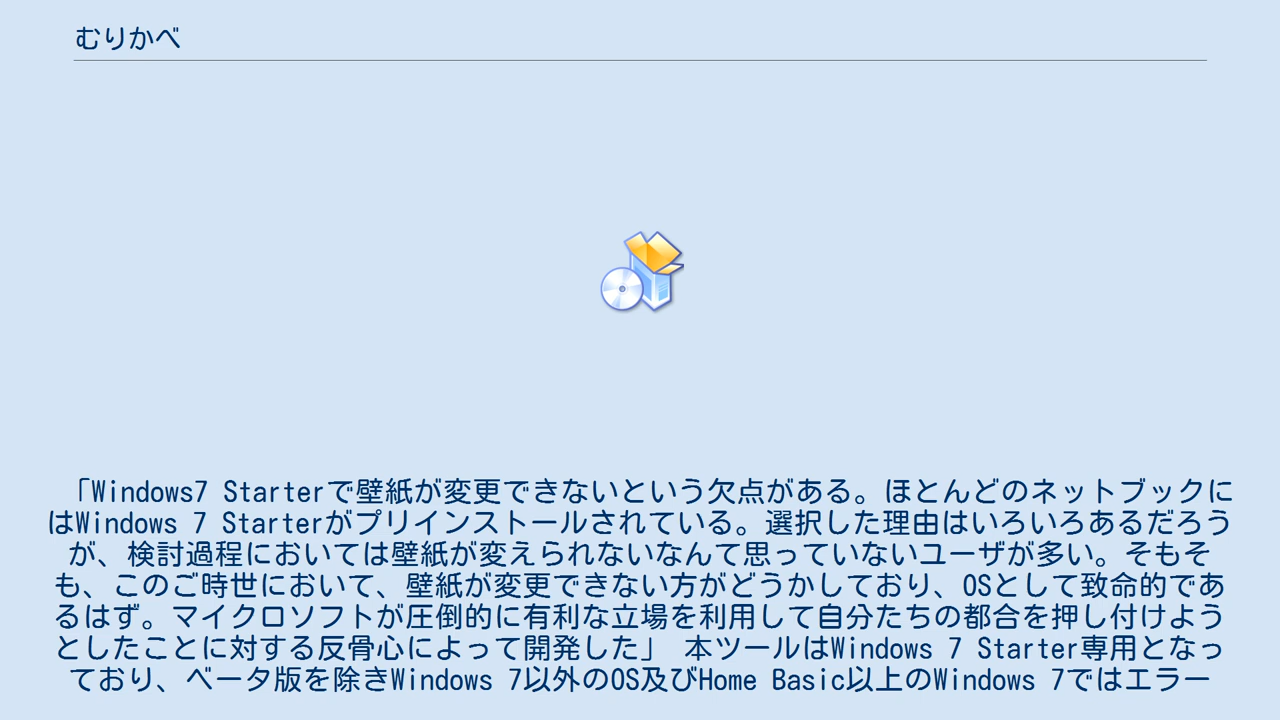 むりかべ
「Windows7 Starterで壁紙が変更できないという欠点がある。ほとんどのネットブックに
はWindows 7 Starterがプリインストールされている。選択した理由はいろいろあるだろう
が、検討過程においては壁紙が変えられないなんて思っていないユーザが多い。そもそ
も、このご時世において、壁紙が変更できない方がどうかしており、OSとして致命的であ
るはず。マイクロソフトが圧倒的に有利な立場を利用して自分たちの都合を押し付けよう
としたことに対する反骨心によって開発した」 本ツールはWindows 7 Starter専用となっ
ており、ベータ版を除きWindows 7以外のOS及びHome Basic以上のWindows 7ではエラー